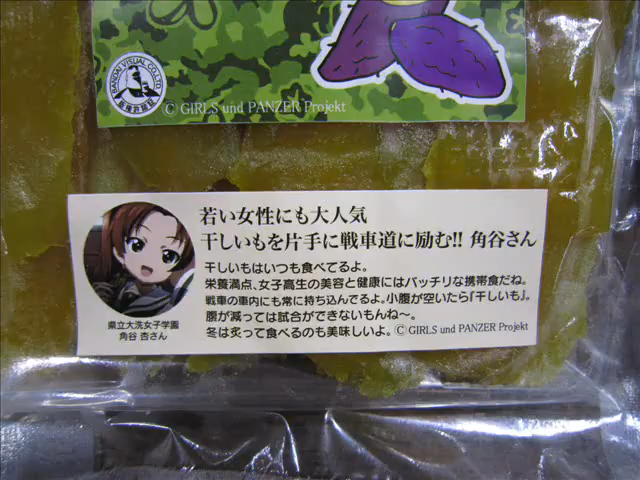 BANDAI VISUAL CO.,LTD.
© GIRLS und PANZER Projekt
若い女性にも大人気
干しいもを片手に戦車道に励む!! 角谷さん
干しいもはいつも食べてるよ。
栄養満点、女子高生の美容と健康にはバッチリな携帯食だね。
戦車の車内にも常に持ち込んでるよ。小腹が空いたら「干しいも」。
腹が減っては試合ができないもんね〜。
冬は炙って食べるのも美味しいよ。© GIRLS und PANZER Projekt
県立大洗女子学園
角谷 杏さん